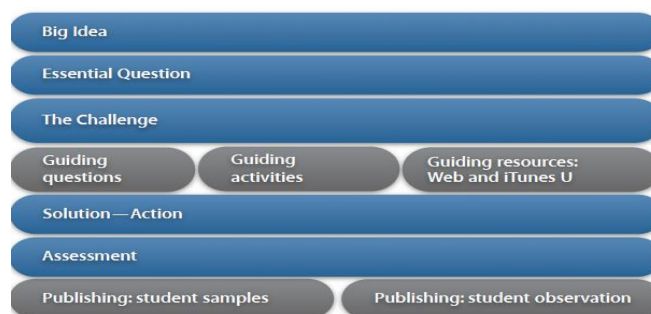 Big Idea
Essential Question
The Challenge
Guiding
questions
Guiding
activities
Guiding resources:
Web and iTunes U
Solution—Action
Assessment
Publishing: student samples
Publishing: student observation